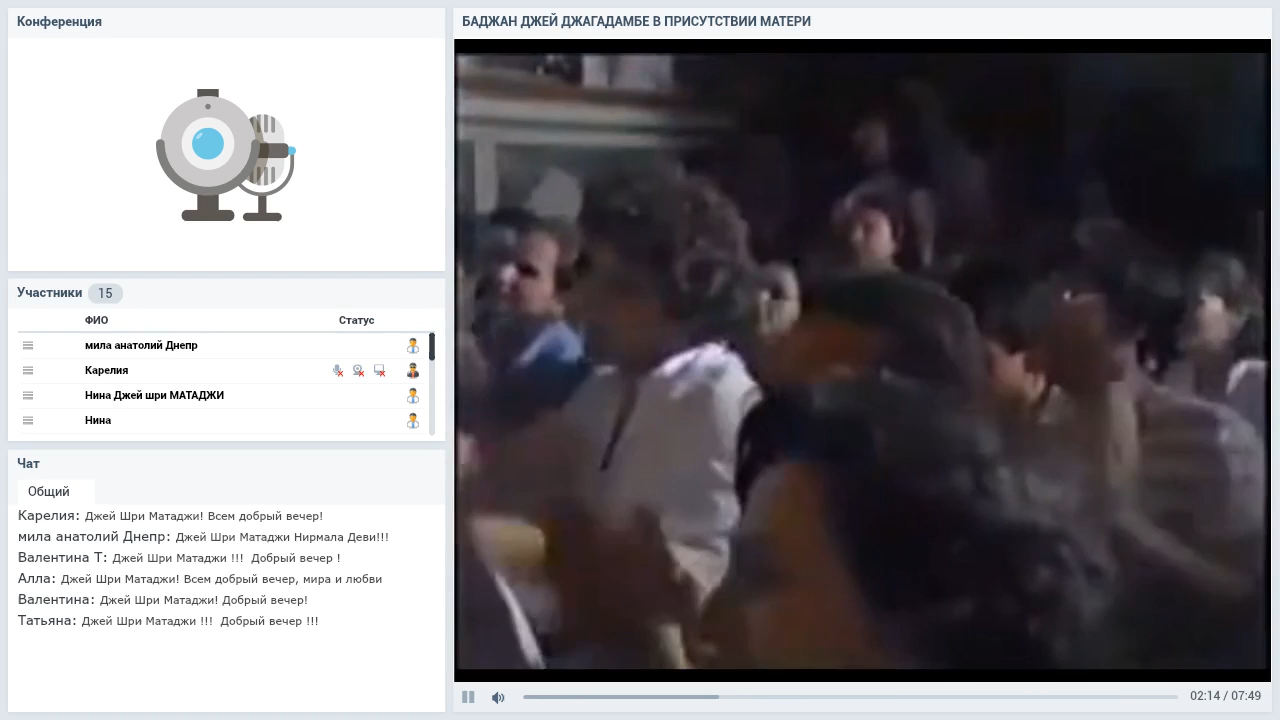 Конференция
БАДЖАН ДЖЕЙ ДЖАГАДАМБЕ В ПРИСУТСТВИИ МАТЕРИ
Участники 15
ФИО Статус
мила анатолий Днепр
Карелия
Нина Джей шри МАТАДЖИ
Нина
Чат
Общий
Карелия: Джей Шри Матаджи! Всем добрый вечер!
мила анатолий Днепр: Джей Шри Матаджи Нирмала Деви!!!
Валентина Т: Джей Шри Матаджи !!! Добрый вечер !
Алла: Джей Шри Матаджи! Всем добрый вечер, мира и любви
Валентина: Джей Шри Матаджи! Добрый вечер!
Татьяна: Джей Шри Матаджи !!! Добрый вечер !!!
02:14 / 07:49